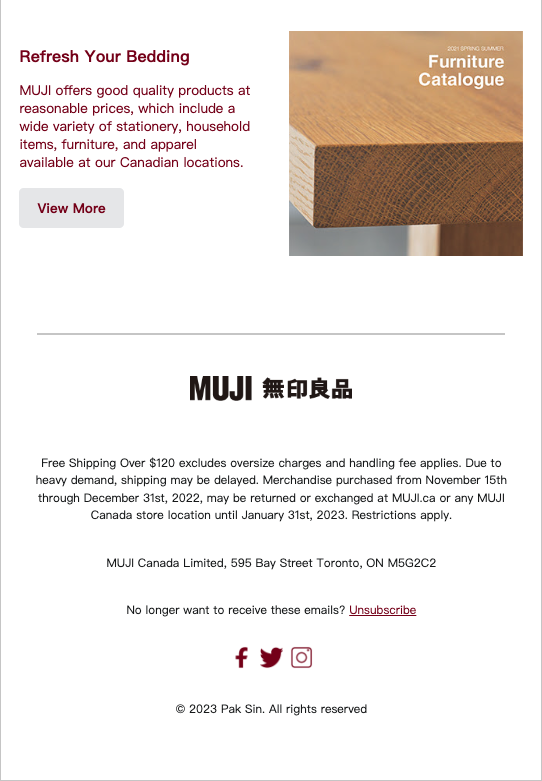 Refresh Your Bedding
MUJI offers good quality products at
reasonable prices, which include a
wide variety of stationery, household
items, furniture, and apparel
available at our Canadian locations.
View More
2021 SPRING SUMMER
Furniture
Catalogue
MUJI 無印良品
Free Shipping Over $120 excludes oversize charges and handling fee applies. Due to
heavy demand, shipping may be delayed. Merchandise purchased from November 15th
through December 31st, 2022, may be returned or exchanged at MUJI.ca or any MUJI
Canada store location until January 31st, 2023. Restrictions apply.
MUJI Canada Limited, 595 Bay Street Toronto, ON M5G2C2
No longer want to receive these emails? Unsubscribe
© 2023 Pak Sin. All rights reserved